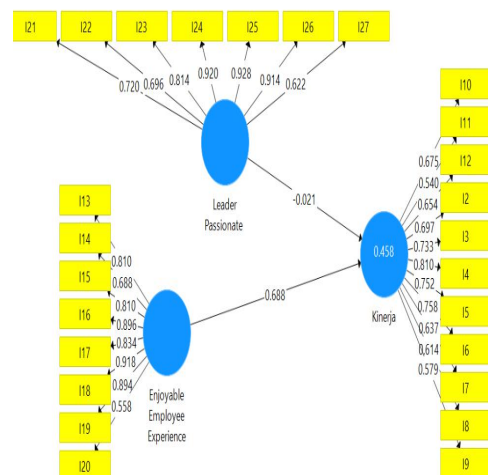 I21 I22 I23 I24 I25 I26 I27
0.720 0.696 0.814 0.920 0.928 0.914 0.622
Leader
Passionate
-0.021
I10
I11
I12
I2
I3
I4
I5
I6
I7
I8
I9
0.675
0.540
0.654
0.697
0.733
0.810
0.752
0.758
0.637
0.614
0.579
0.458
Kinerja
0.688
I13
I14
I15
I16
I17
I18
I19
I20
0.810
0.688
0.810
0.896
0.834
0.918
0.894
0.558
Enjoyable
Employee
Experience